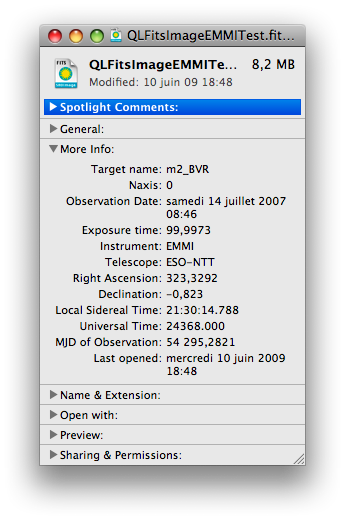 QLFitsImageEMMITest.fit...
FITS
QLFitsImageEMMITe... 8,2 MB
Modified: 10 juin 09 18:48
Spotlight Comments:
General:
More Info:
Target name: m2_BVR
Naxis: 0
Observation Date: samedi 14 juillet 2007
08:46
Exposure time: 99,9973
Instrument: EMMI
Telescope: ESO-NTT
Right Ascension: 323,3292
Declination: -0,823
Local Sidereal Time: 21:30:14.788
Universal Time: 24368.000
MJD of Observation: 54 295,2821
Last opened: mercredi 10 juin 2009
18:48
Name & Extension:
Open with:
Preview:
Sharing & Permissions: